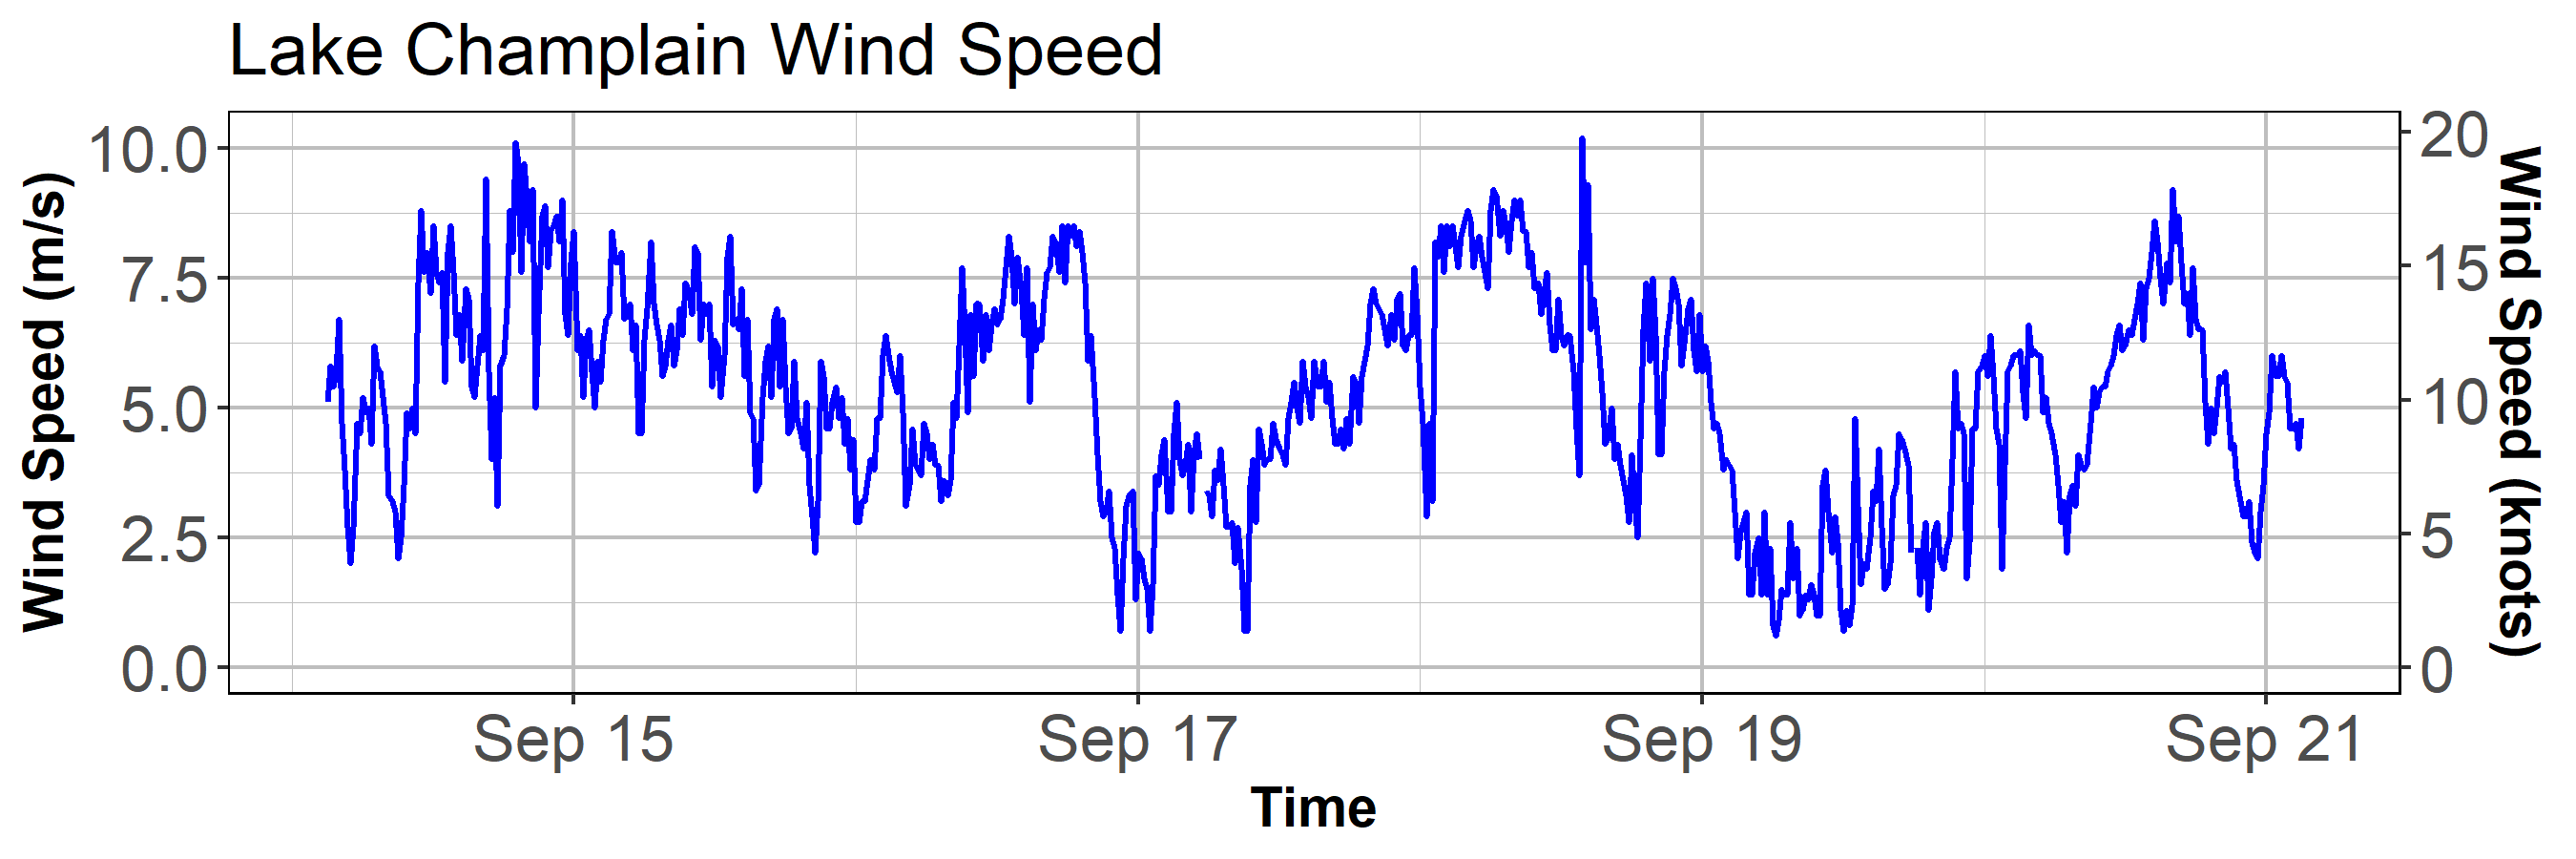 Lake Champlain Wind Speed
Wind Speed (m/s)
10.0
7.5
5.0
2.5
0.0
20
15
10
5
0
Wind Speed (knots)
Sep 15
Sep 17
Sep 19
Sep 21
Time